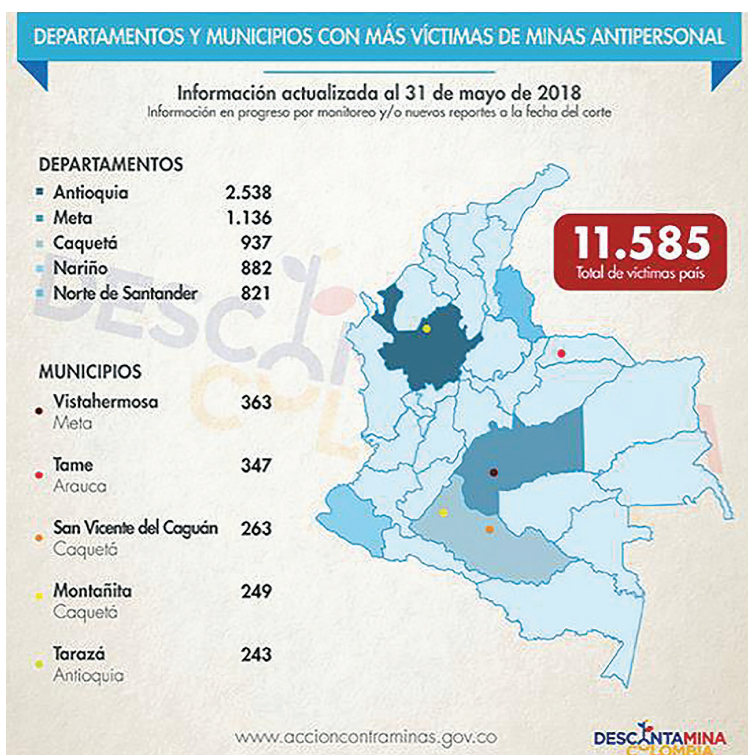 DEPARTAMENTOS Y MUNICIPIOS CON MÁS VÍCTIMAS DE MINAS ANTIPERSONAL
Información actualizada al 31 de mayo de 2018
Información en progreso por monitoreo y/o nuevos reportes a la fecha del corte
DEPARTAMENTOS
Antioquia 2.538
Meta 1.136
Caquetá 937
Nariño 882
Norte de Santander 821
11.585
Total de víctimas país
MUNICIPIOS
Vistahermosa 363
Meta
Tame 347
Arauca
San Vicente del Caguán 263
Caquetá
Montañita 249
Caquetá
Tarazá 243
Antioquia
www.accioncontraminas.gov.co
DESCONTAMINA
COLOMBIA